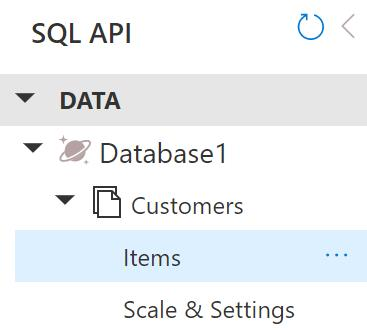 SQL API
DATA
Database1
Customers
Items ...
Scale & Settings